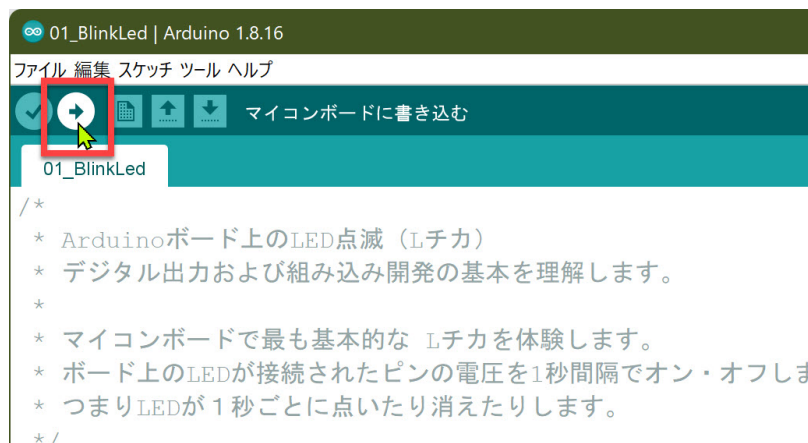 01_BlinkLed | Arduino 1.8.16
ファイル 編集 スケッチ ツール ヘルプ
マイコンボードに書き込む
01_BlinkLed
/*
* Arduinoボード上のLED点滅（Lチカ）
* デジタル出力および組み込み開発の基本を理解します。
*
* マイコンボードで最も基本的な Lチカを体験します。
* ボード上のLEDが接続されたピンの電圧を1秒間隔でオン・オフしま
* つまりLEDが１秒ごとに点いたり消えたりします。
*/